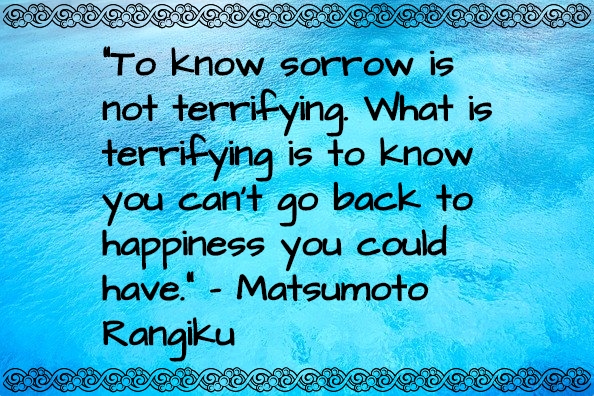 "To know sorrow is
not terrifying. What is
terrifying is to know
you can't go back to
happiness you could
have." - Matsumoto
Rangiku